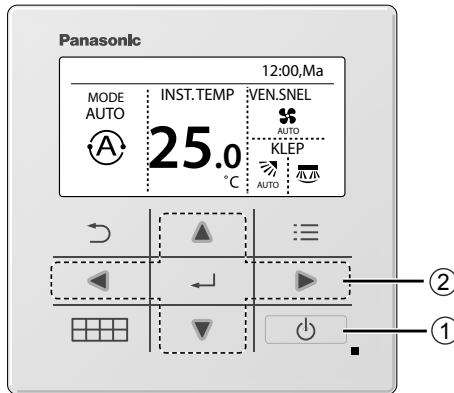 Panasonic
12:00,Ma
MODE
AUTO
A
INST.TEMP
25.0
°C
VEN.SNEL
AUTO
KLEP
AUTO
②
①